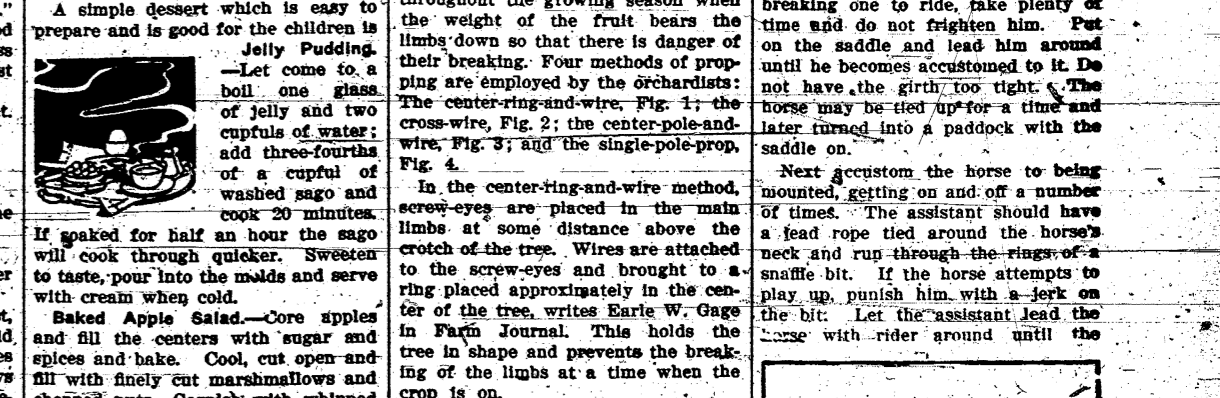 A simple dessert which is easy to
prepare and is good for the children is
Jelly Pudding.
—Let come to a
boil one glass
of jelly and two
cupfuls of water;
add three-fourths
of a cupful of
washed sago and
cook 20 minutes.
If soaked for half an hour the sago
will cook through quicker. Sweeten
to taste, pour into the molds and serve
with cream when cold.
Baked Apple Salad.—Core apples
and fill the centers with sugar and
spices and bake. Cool, cut open and
fill with finely cut marshmallows and
throughout the growing season when
the weight of the fruit bears the
limbs down so that there is danger of
their breaking. Four methods of prop-
ping are employed by the orchardists:
The center-ring-and-wire, Fig. 1; the
cross-wire, Fig. 2; the center-pole-and-
wire, Fig. 3; and the single-pole-prop,
Fig. 4.
In the center-ring-and-wire method,
screw-eyes are placed in the main
limbs at some distance above the
crotch of the tree. Wires are attached
to the screw-eyes and brought to a
ring placed approximately in the cen-
ter of the tree, writes Earle W. Gage
in Farm Journal. This holds the
tree in shape and prevents the break-
ing of the limbs at a time when the
crop is on.
breaking one to ride, take plenty of
time and do not frighten him. Put
on the saddle and lead him around
until he becomes accustomed to it. Do
not have the girth too tight. The
horse may be tied up for a time and
later turned into a paddock with the
saddle on.
Next accustom the horse to being
mounted, getting on and off a number
of times. The assistant should have
a lead rope tied around the horse's
neck and run through the rings of a
snaffle bit. If the horse attempts to
play up, punish him with a jerk on
the bit. Let the assistant lead the
horse with rider around until the